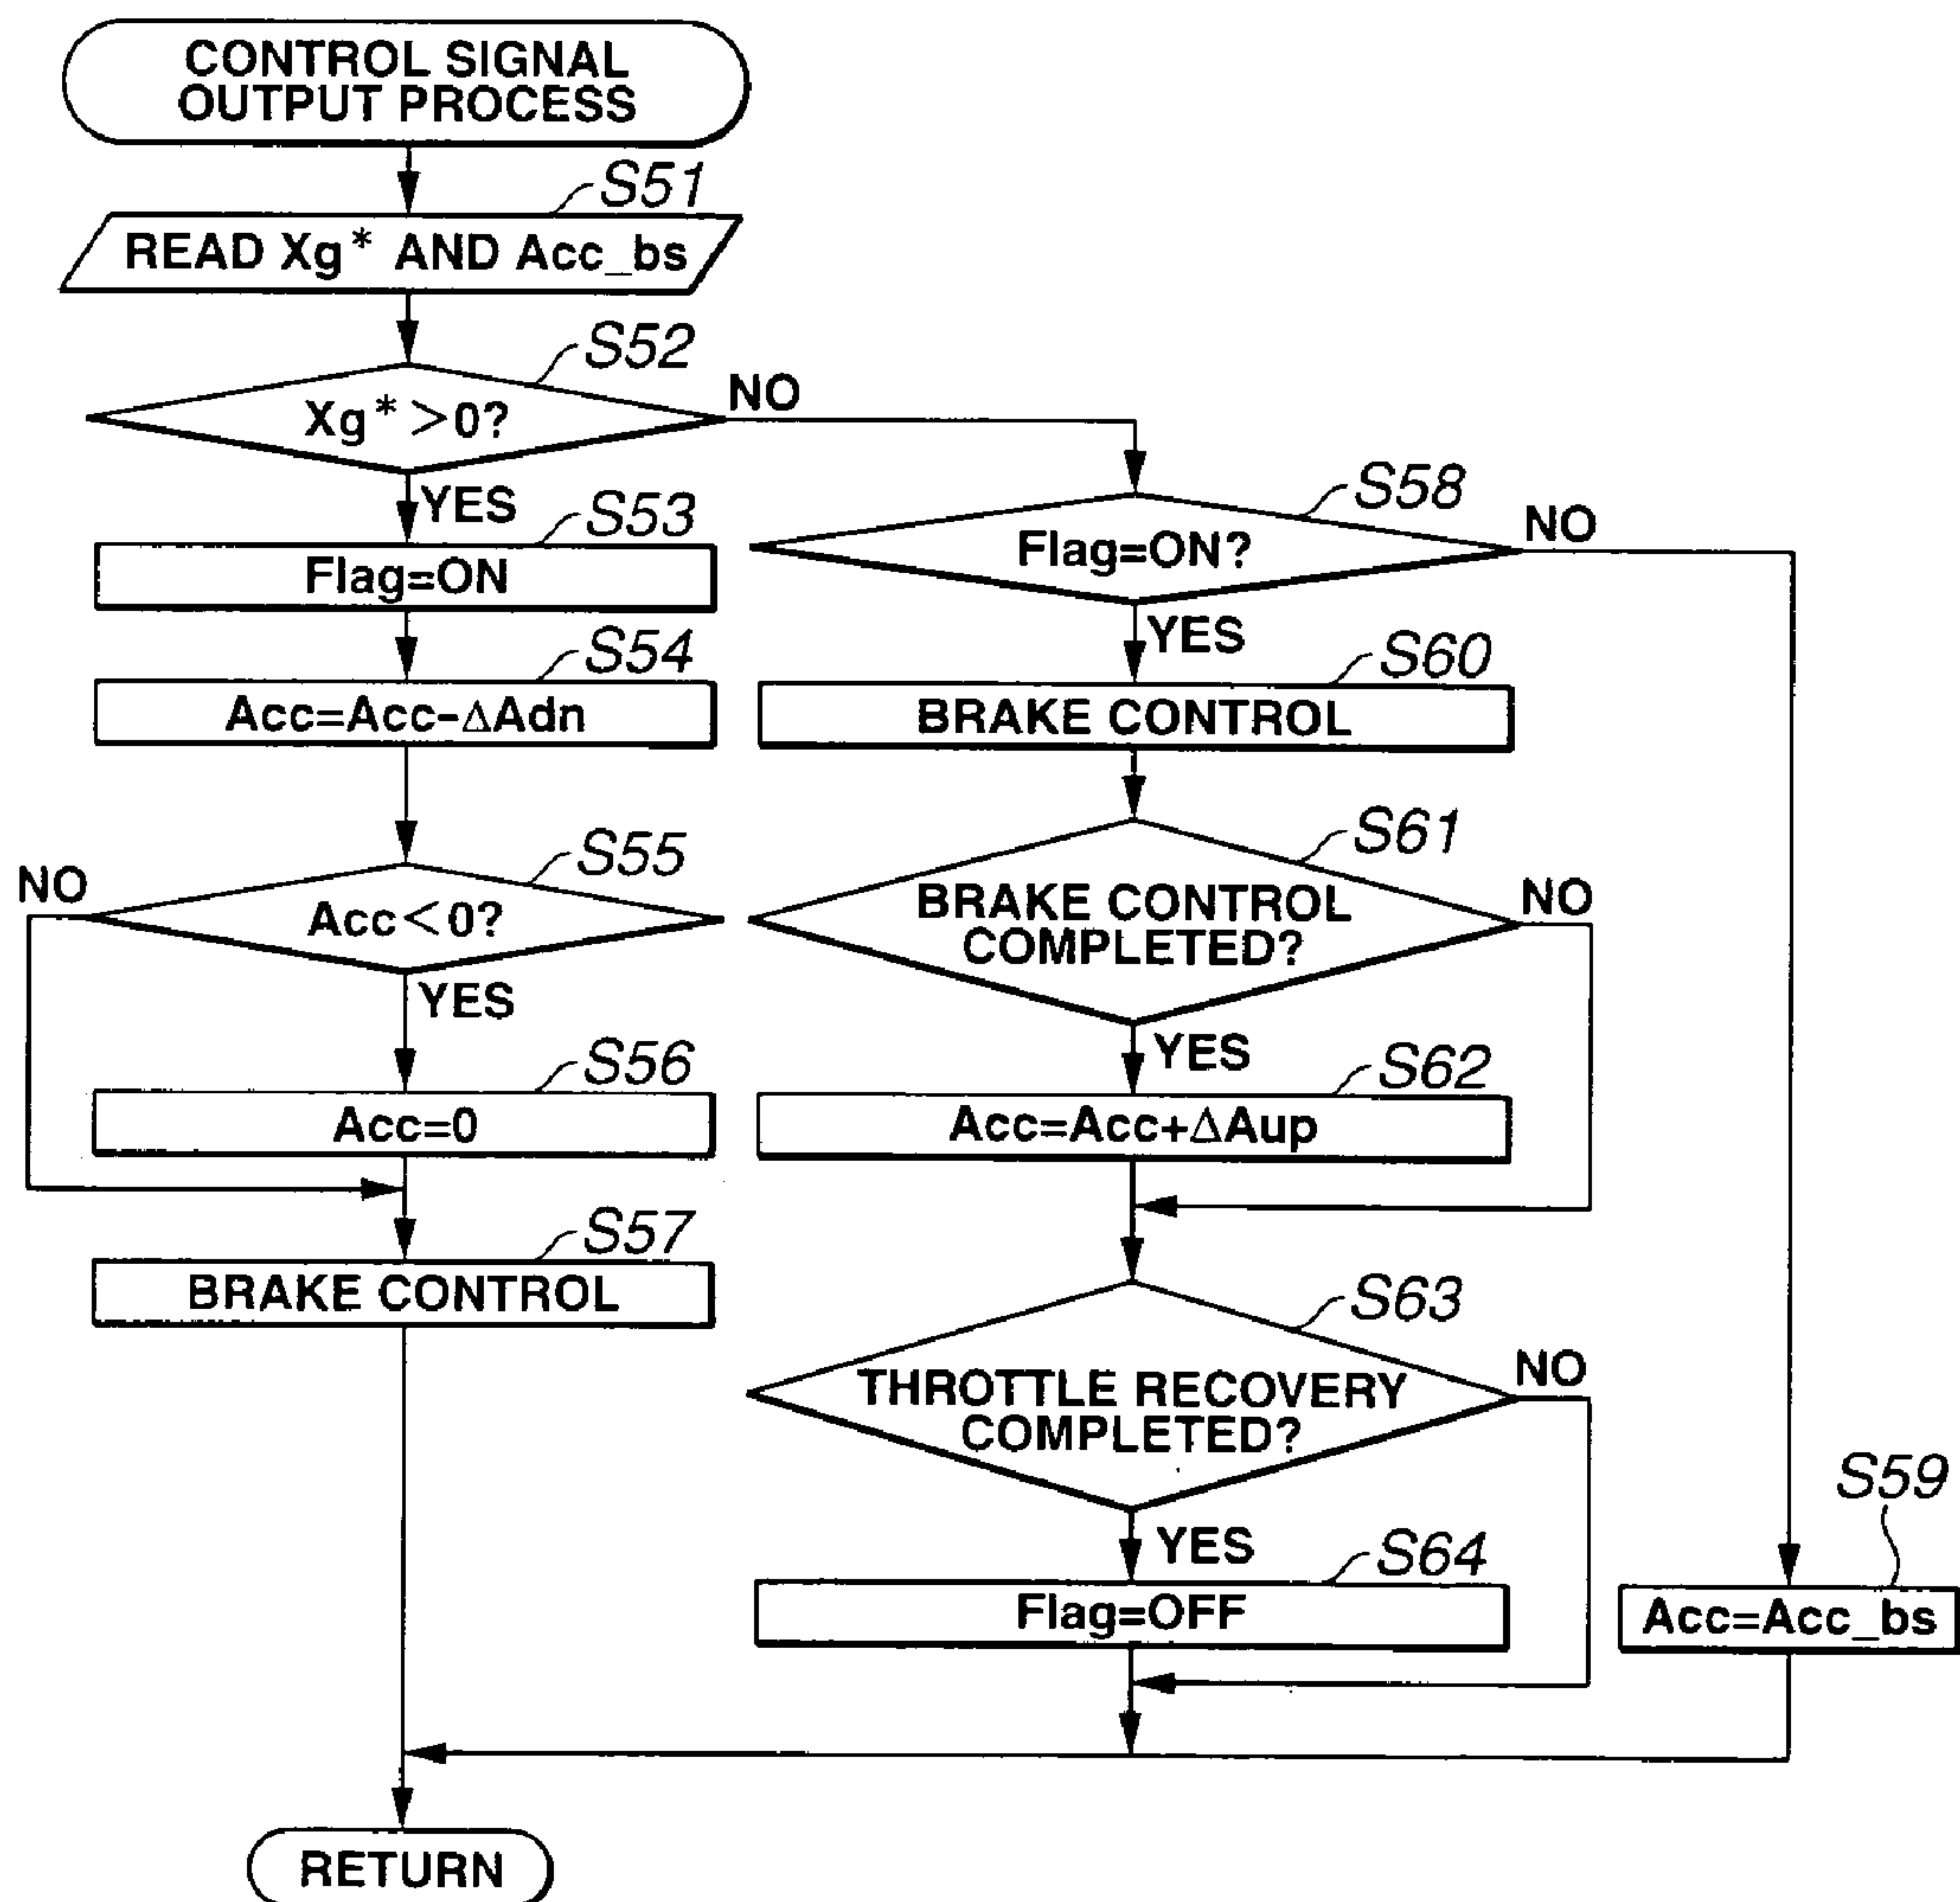 CONTROL SIGNAL
OUTPUT PROCESS
S51
READ Xg* AND Acc_bs
S52
Xg*>0?
NO
YES
S53
Flag=ON
S54
Acc=Acc-ΔAdn
S55
NO
Acc<0?
YES
S56
Acc=0
S57
BRAKE CONTROL
S58
Flag=ON?
NO
YES
S60
BRAKE CONTROL
S61
BRAKE CONTROL
COMPLETED?
NO
YES
S62
Acc=Acc+ΔAup
S63
THROTTLE RECOVERY
COMPLETED?
NO
YES
S64
Flag=OFF
S59
Acc=Acc_bs
RETURN